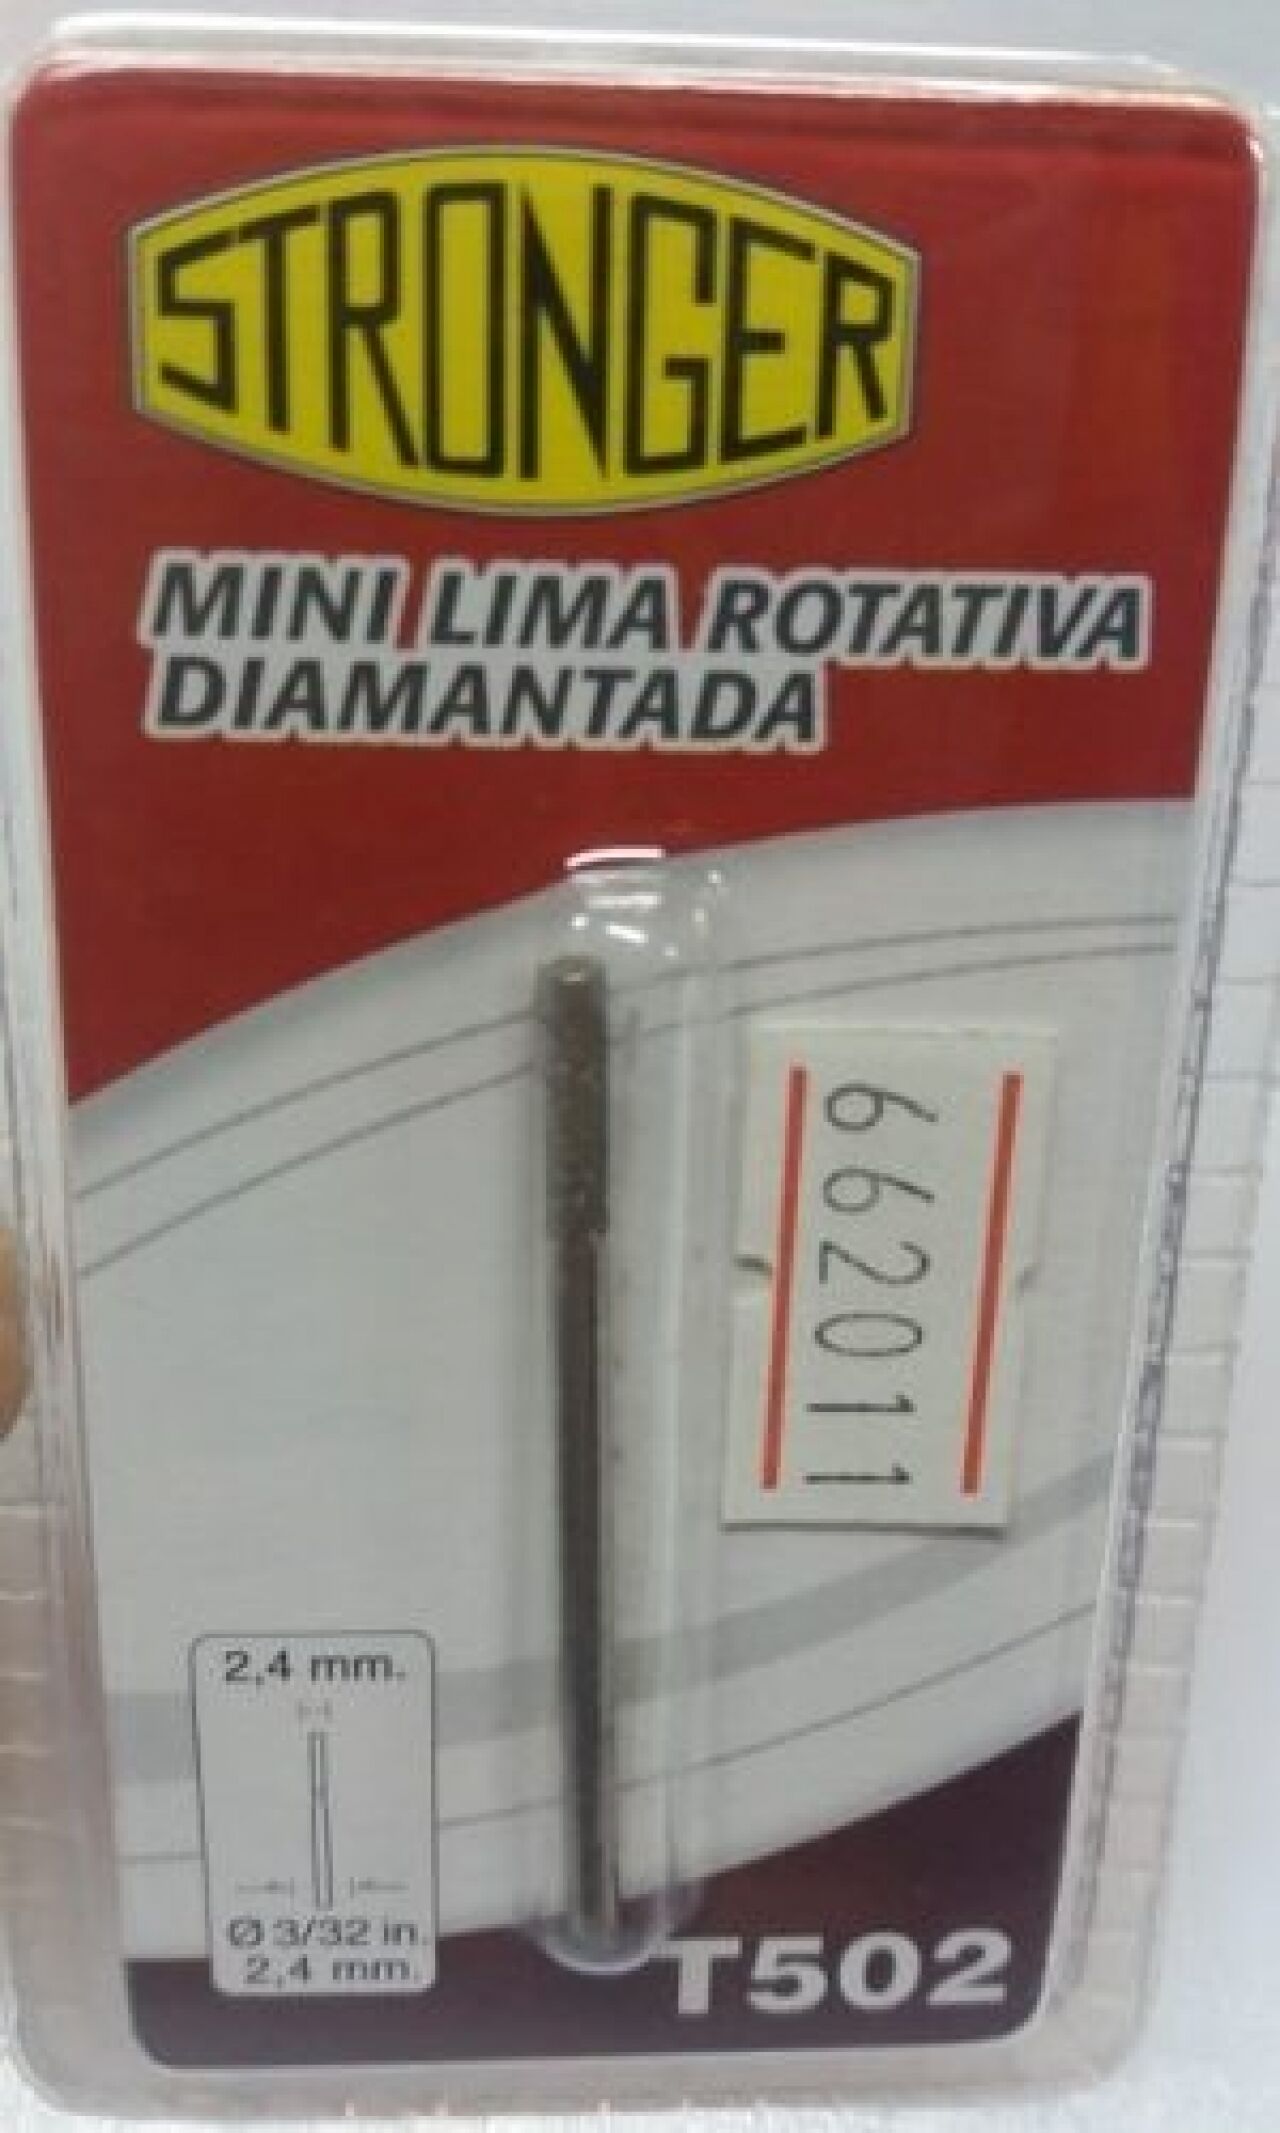 STRONGER
MINI LIMA ROTATIVA
DIAMANTADA
662011
2,4 mm.
Ø 3/32 in.
2,4 mm.
T502